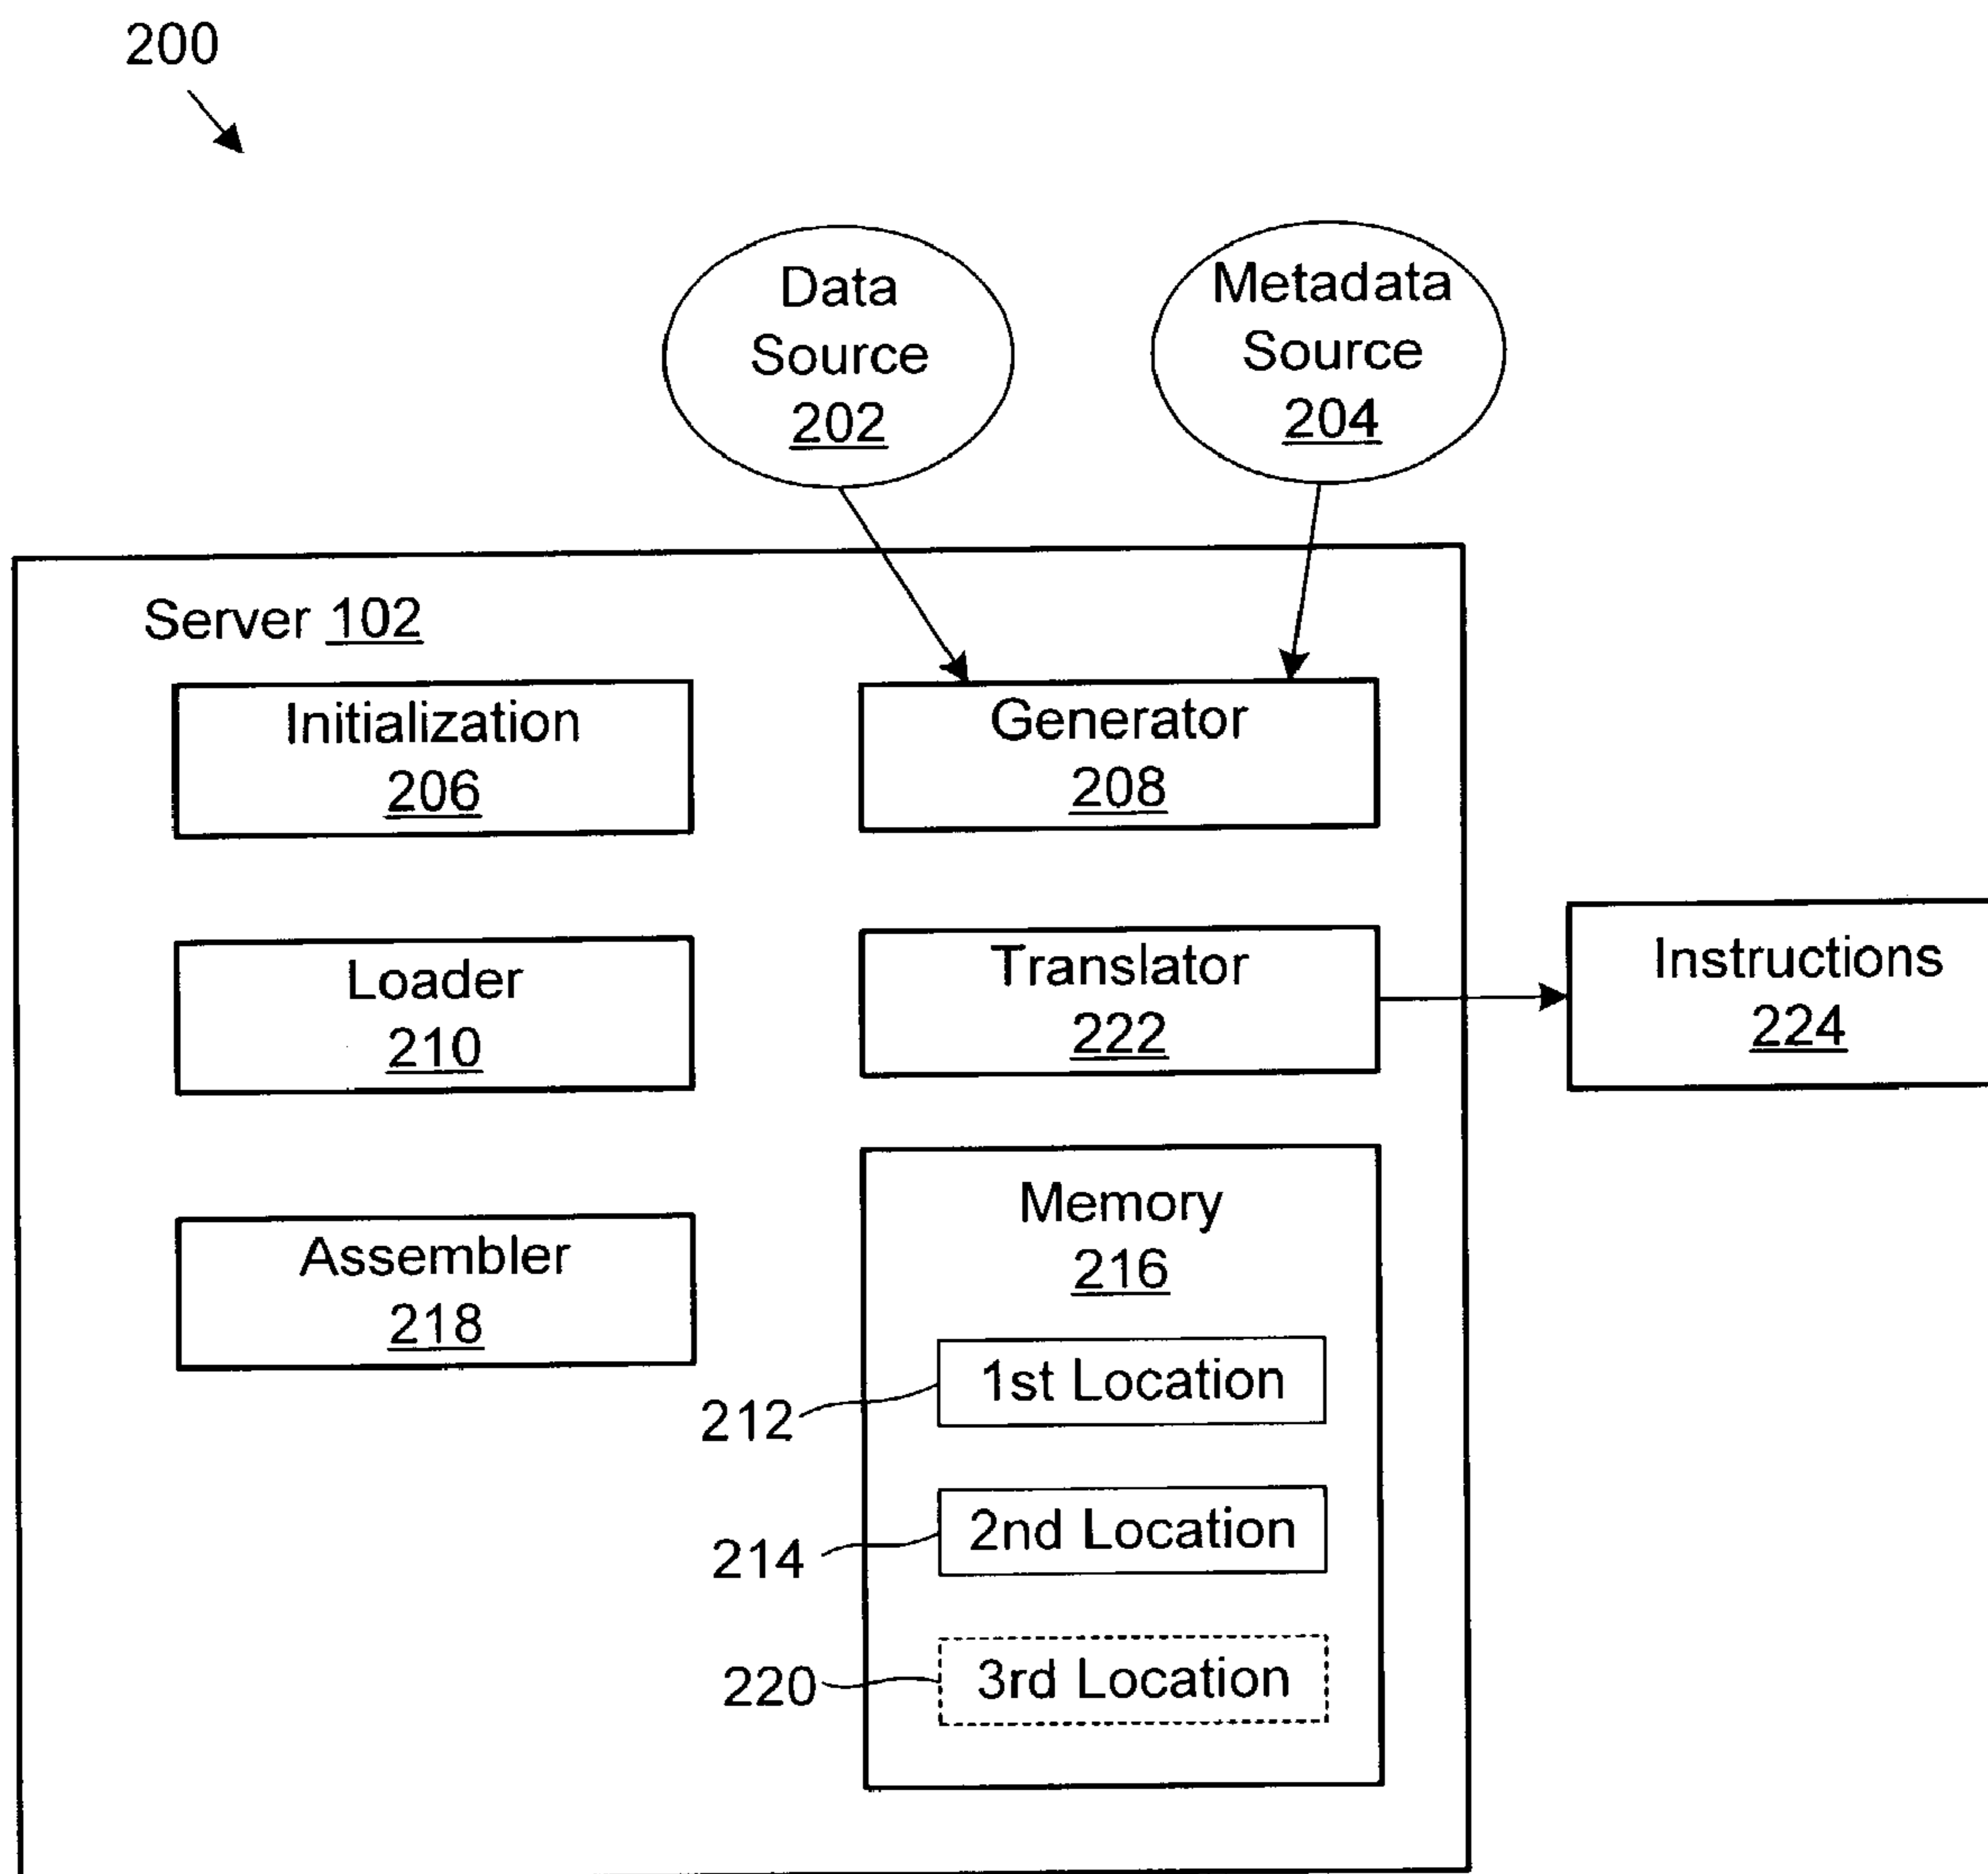 200
Data
Source
202
Metadata
Source
204
Server 102
Initialization
206
Generator
208
Loader
210
Translator
222
Instructions
224
Assembler
218
Memory
216
1st Location
212
2nd Location
214
3rd Location
220